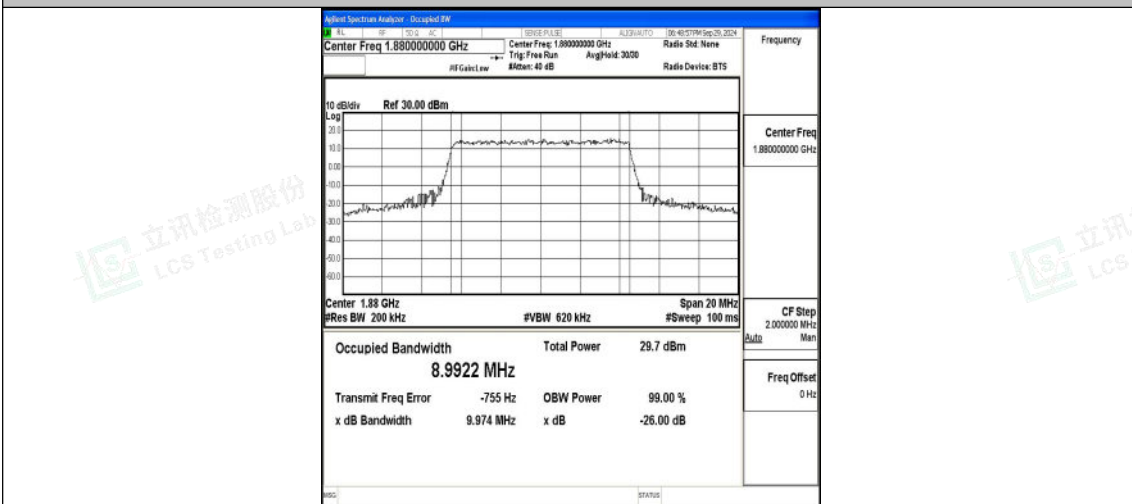 Agilent Spectrum Analyzer - Occupied BW
RL RF 50 Ω AC SENSE:PULSE ALIGN AUTO 06:48:57 PM Sep 29, 2024
Center Freq 1.880000000 GHz
Center Freq: 1.880000000 GHz
Radio Std: None
Trig: Free Run Avg|Hold: 30/30
#IFGain:Low #Atten: 40 dB Radio Device: BTS
Frequency
10 dB/div Ref 30.00 dBm
Log
20.0
10.0
0.00
-10.0
-20.0
-30.0
-40.0
-50.0
-60.0
Center 1.88 GHz Span 20 MHz
#Res BW 200 kHz #VBW 620 kHz #Sweep 100 ms
Center Freq
1.880000000 GHz
CF Step
2.000000 MHz
Auto Man
Freq Offset
0 Hz
Occupied Bandwidth Total Power 29.7 dBm
8.9922 MHz
Transmit Freq Error -755 Hz OBW Power 99.00 %
x dB Bandwidth 9.974 MHz x dB -26.00 dB
MSG STATUS
立讯检测股份
LCS Testing Lab
立讯
LCS